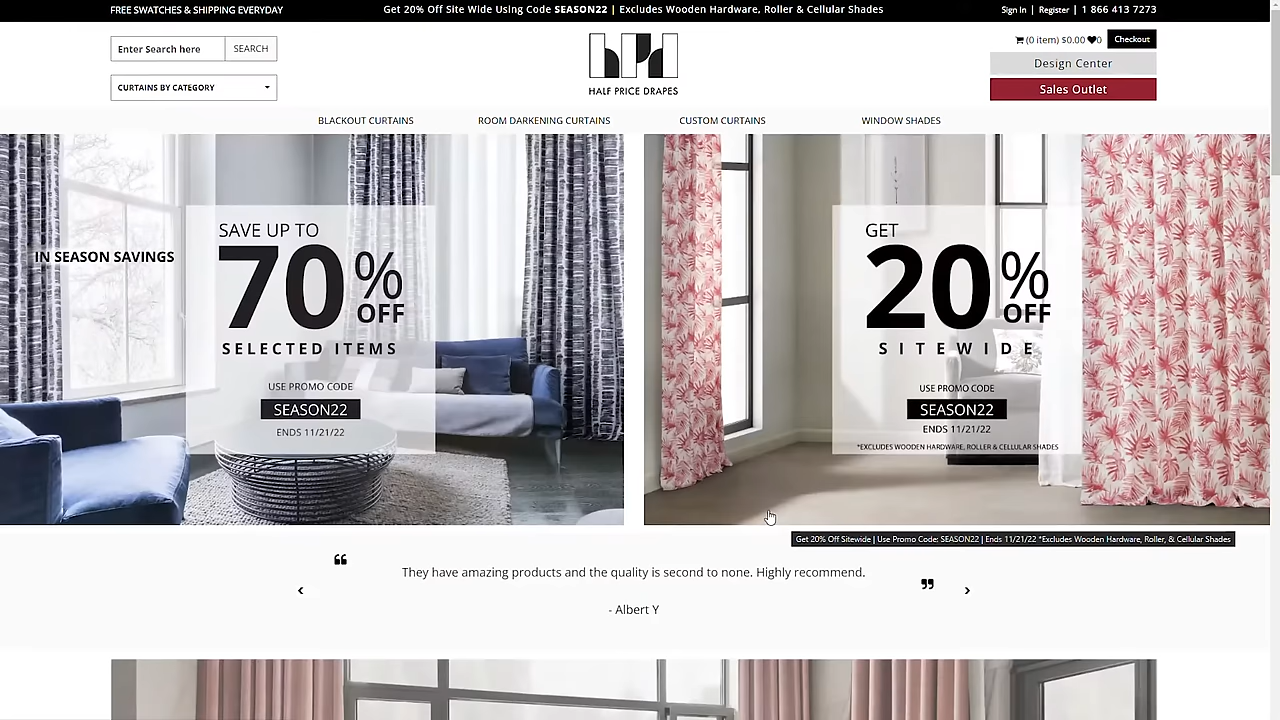 FREE SWATCHES & SHIPPING EVERYDAY
Get 20% Off Site Wide Using Code SEASON22 | Excludes Wooden Hardware, Roller & Cellular Shades
Sign In | Register | 1 866 413 7273
Enter Search here
SEARCH
(0 item) $0.00 0
Checkout
Design Center
CURTAINS BY CATEGORY
HALF PRICE DRAPES
Sales Outlet
BLACKOUT CURTAINS
ROOM DARKENING CURTAINS
CUSTOM CURTAINS
WINDOW SHADES
IN SEASON SAVINGS
SAVE UP TO
70%
OFF
SELECTED ITEMS
USE PROMO CODE
SEASON22
ENDS 11/21/22
GET
20%
OFF
SITEWIDE
USE PROMO CODE
SEASON22
ENDS 11/21/22
*EXCLUDES WOODEN HARDWARE, ROLLER & CELLULAR SHADES
Get 20% Off Sitewide | Use Promo Code: SEASON22 | Ends 11/21/22 *Excludes Wooden Hardware, Roller, & Cellular Shades
❝
They have amazing products and the quality is second to none. Highly recommend.
❞
‹
›
- Albert Y